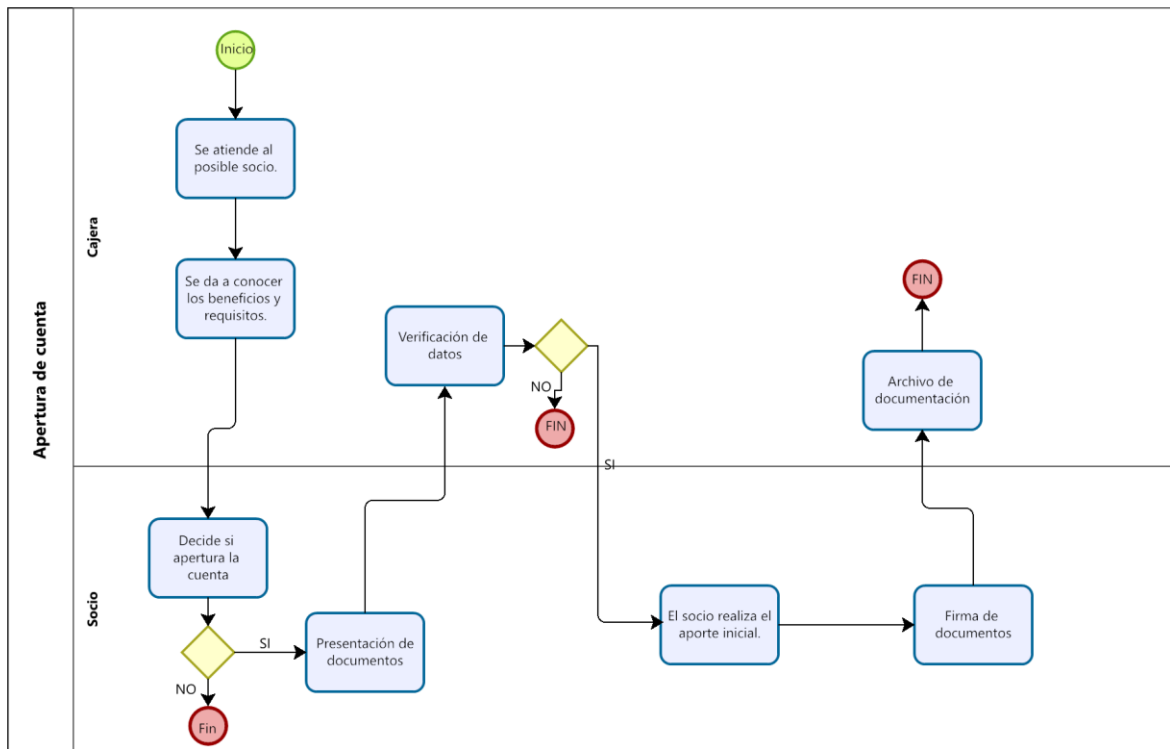 Apertura de cuenta
Cajera
Inicio
Se atiende al
posible socio.
Se da a conocer
los beneficios y
requisitos.
Verificación de
datos
NO
FIN
SI
FIN
Archivo de
documentación
Socio
Decide si
apertura la
cuenta
SI
NO
Fin
Presentación de
documentos
El socio realiza el
aporte inicial.
Firma de
documentos